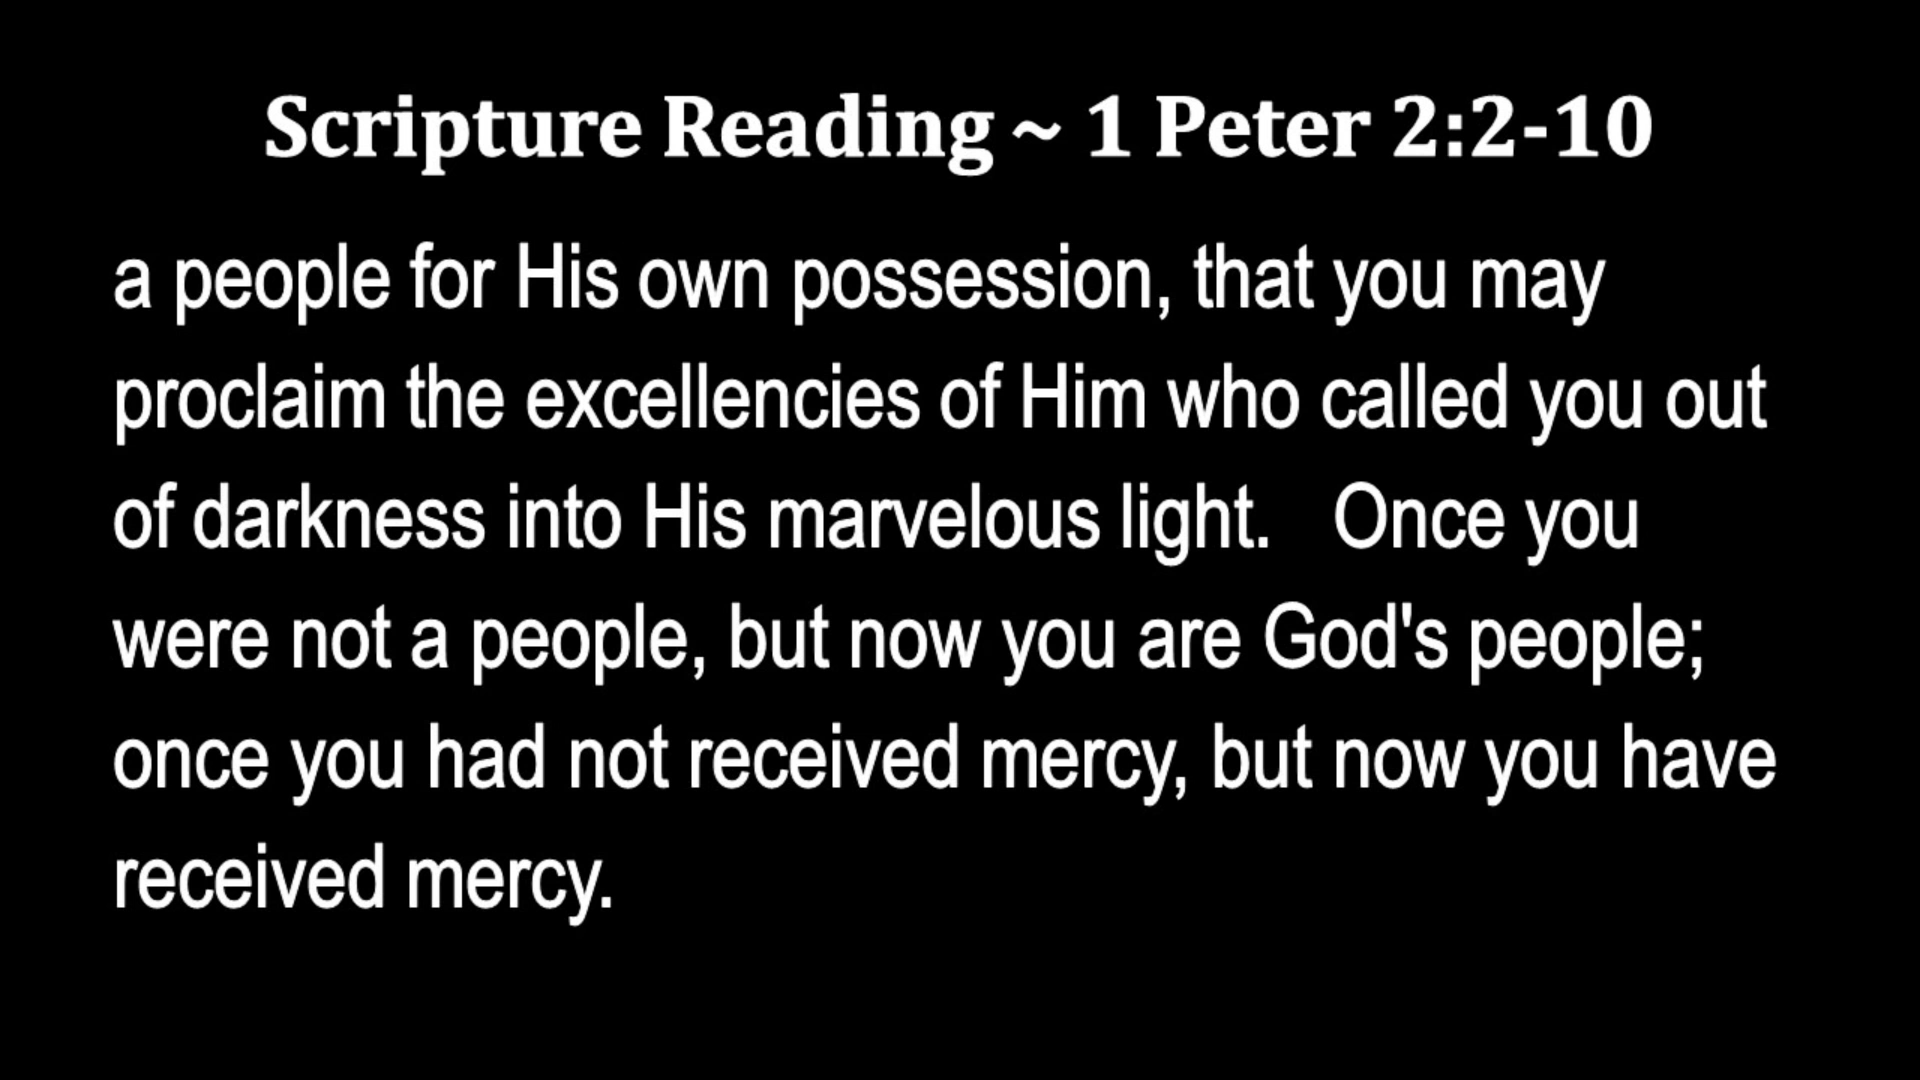 Scripture Reading ~ 1 Peter 2:2-10
a people for His own possession, that you may
proclaim the excellencies of Him who called you out
of darkness into His marvelous light.   Once you
were not a people, but now you are God's people;
once you had not received mercy, but now you have
received mercy.